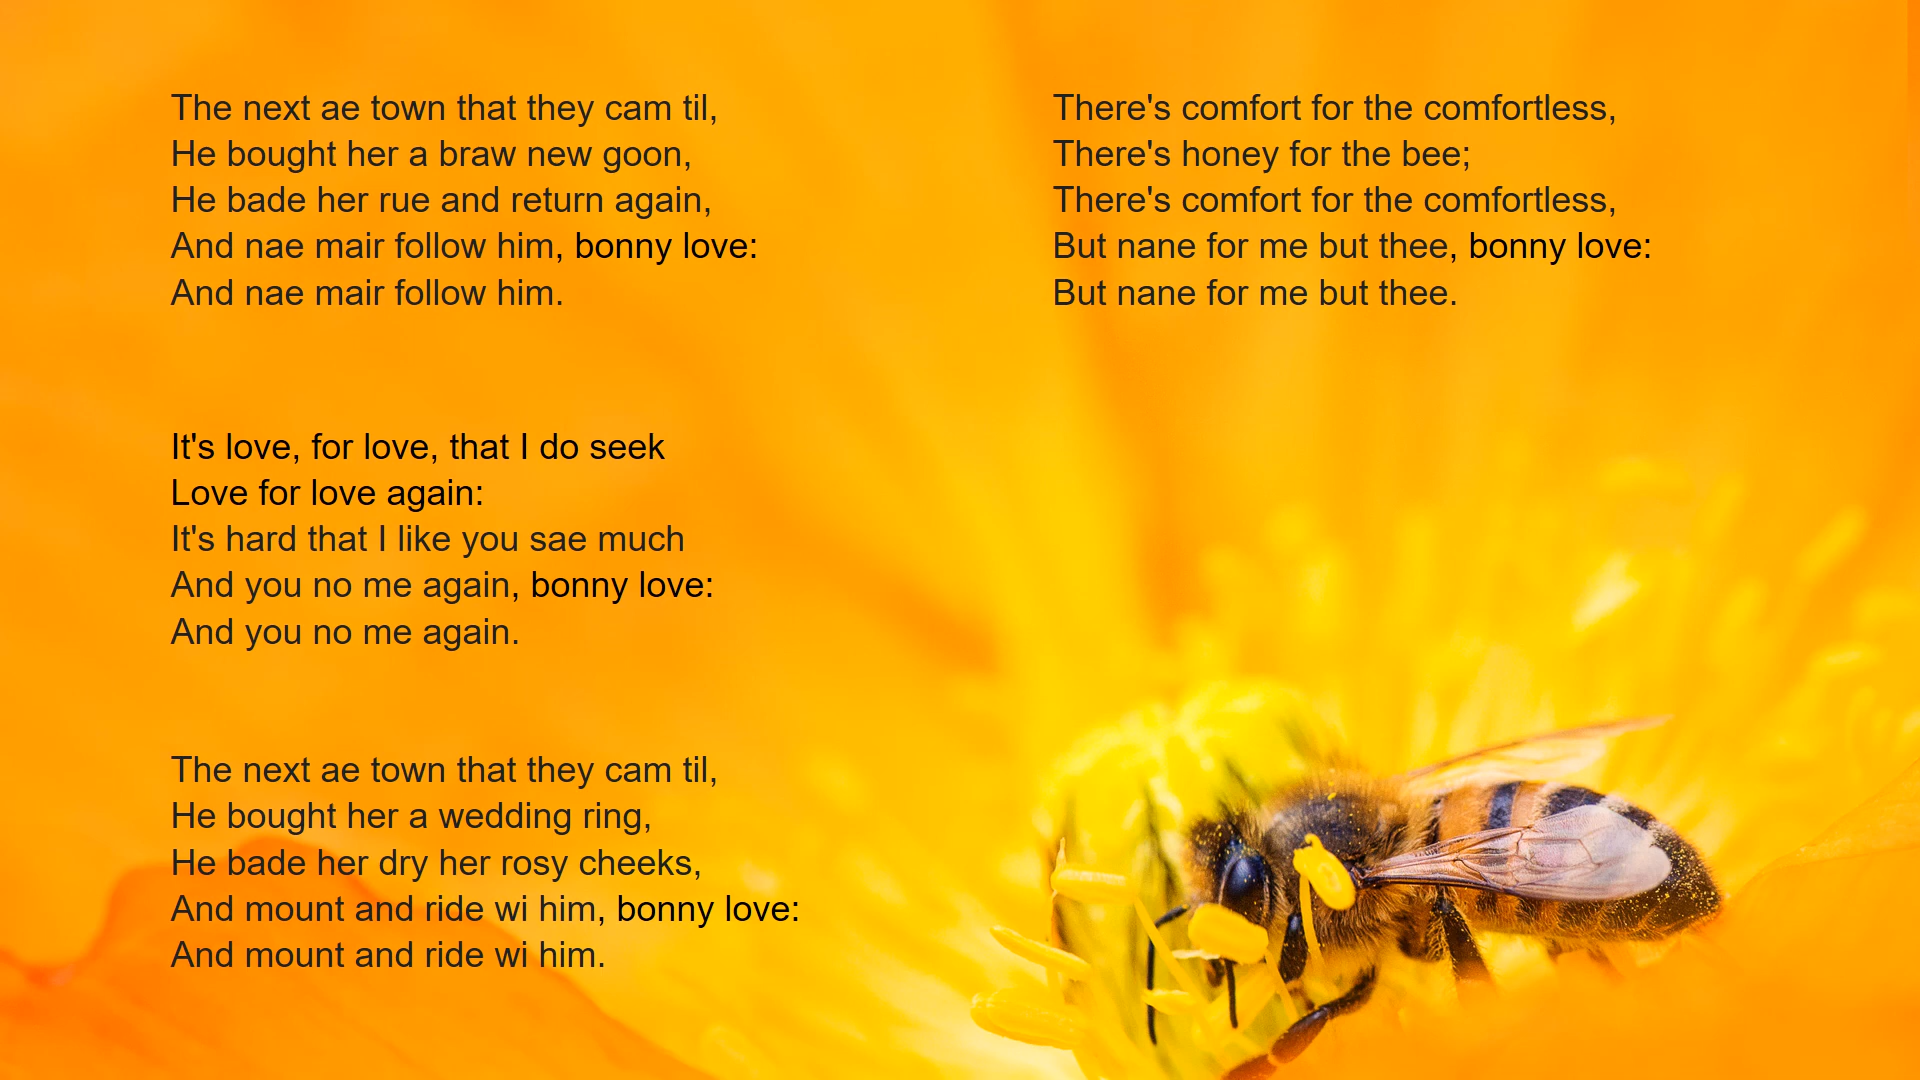 The next ae town that they cam til,
He bought her a braw new goon,
He bade her rue and return again,
And nae mair follow him, bonny love:
And nae mair follow him.
It's love, for love, that I do seek
Love for love again:
It's hard that I like you sae much
And you no me again, bonny love:
And you no me again.
The next ae town that they cam til,
He bought her a wedding ring,
He bade her dry her rosy cheeks,
And mount and ride wi him, bonny love:
And mount and ride wi him.
There's comfort for the comfortless,
There's honey for the bee;
There's comfort for the comfortless,
But nane for me but thee, bonny love:
But nane for me but thee.